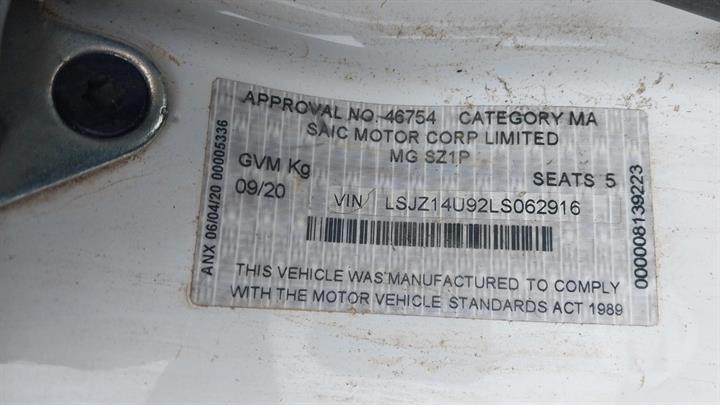 APPROVAL NO. 46754 CATEGORY MA
SAIC MOTOR CORP LIMITED
MG SZ1P
GVM Kg SEATS 5
09/20 VIN LSJZ14U92LS062916
THIS VEHICLE WAS MANUFACTURED TO COMPLY
WITH THE MOTOR VEHICLE STANDARDS ACT 1989
ANX 06/04/20 00005336
000008139223